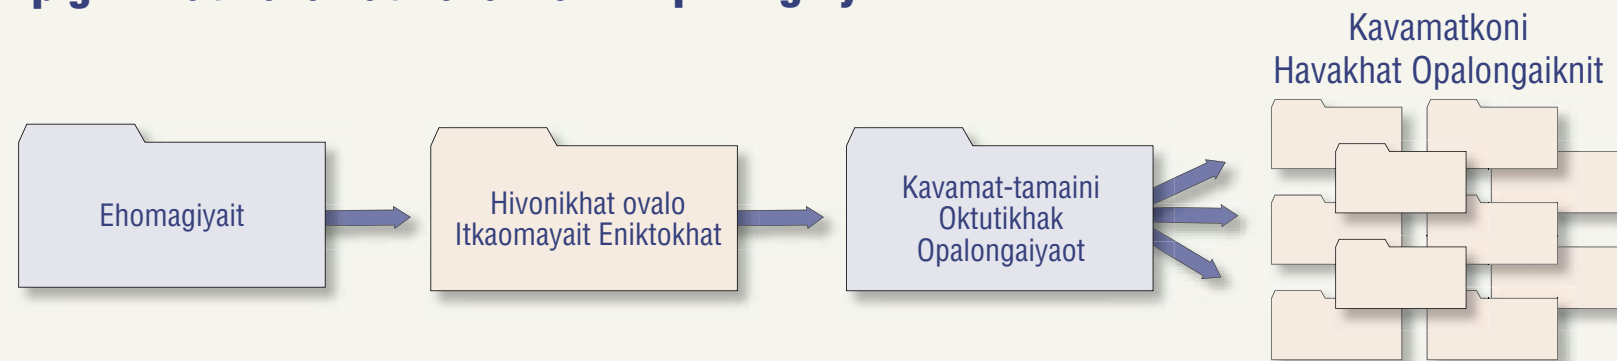 Kavamatkoni
Havakhat Opalongaiknit
Ehomagiyait
Hivonikhat ovalo
Itkaomayait Eniktokhat
Kavamat-tamaini
Oktutikhak
Opalongaiyaot